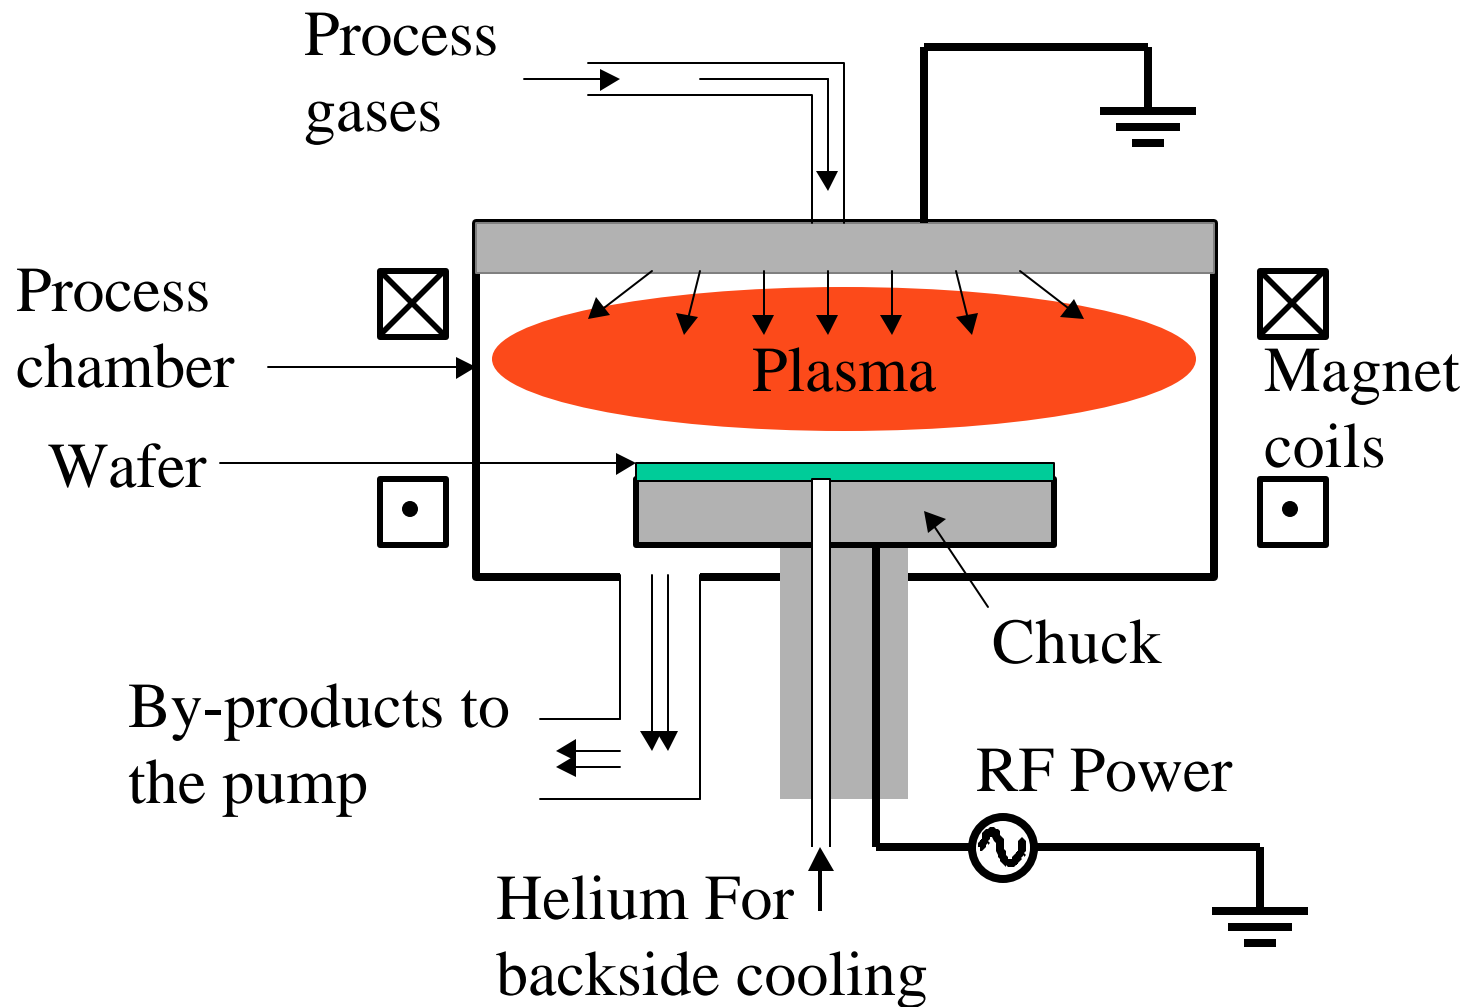 Process
gases
Process
chamber
Plasma
Magnet
coils
Wafer
Chuck
By-products to
the pump
RF Power
Helium For
backside cooling